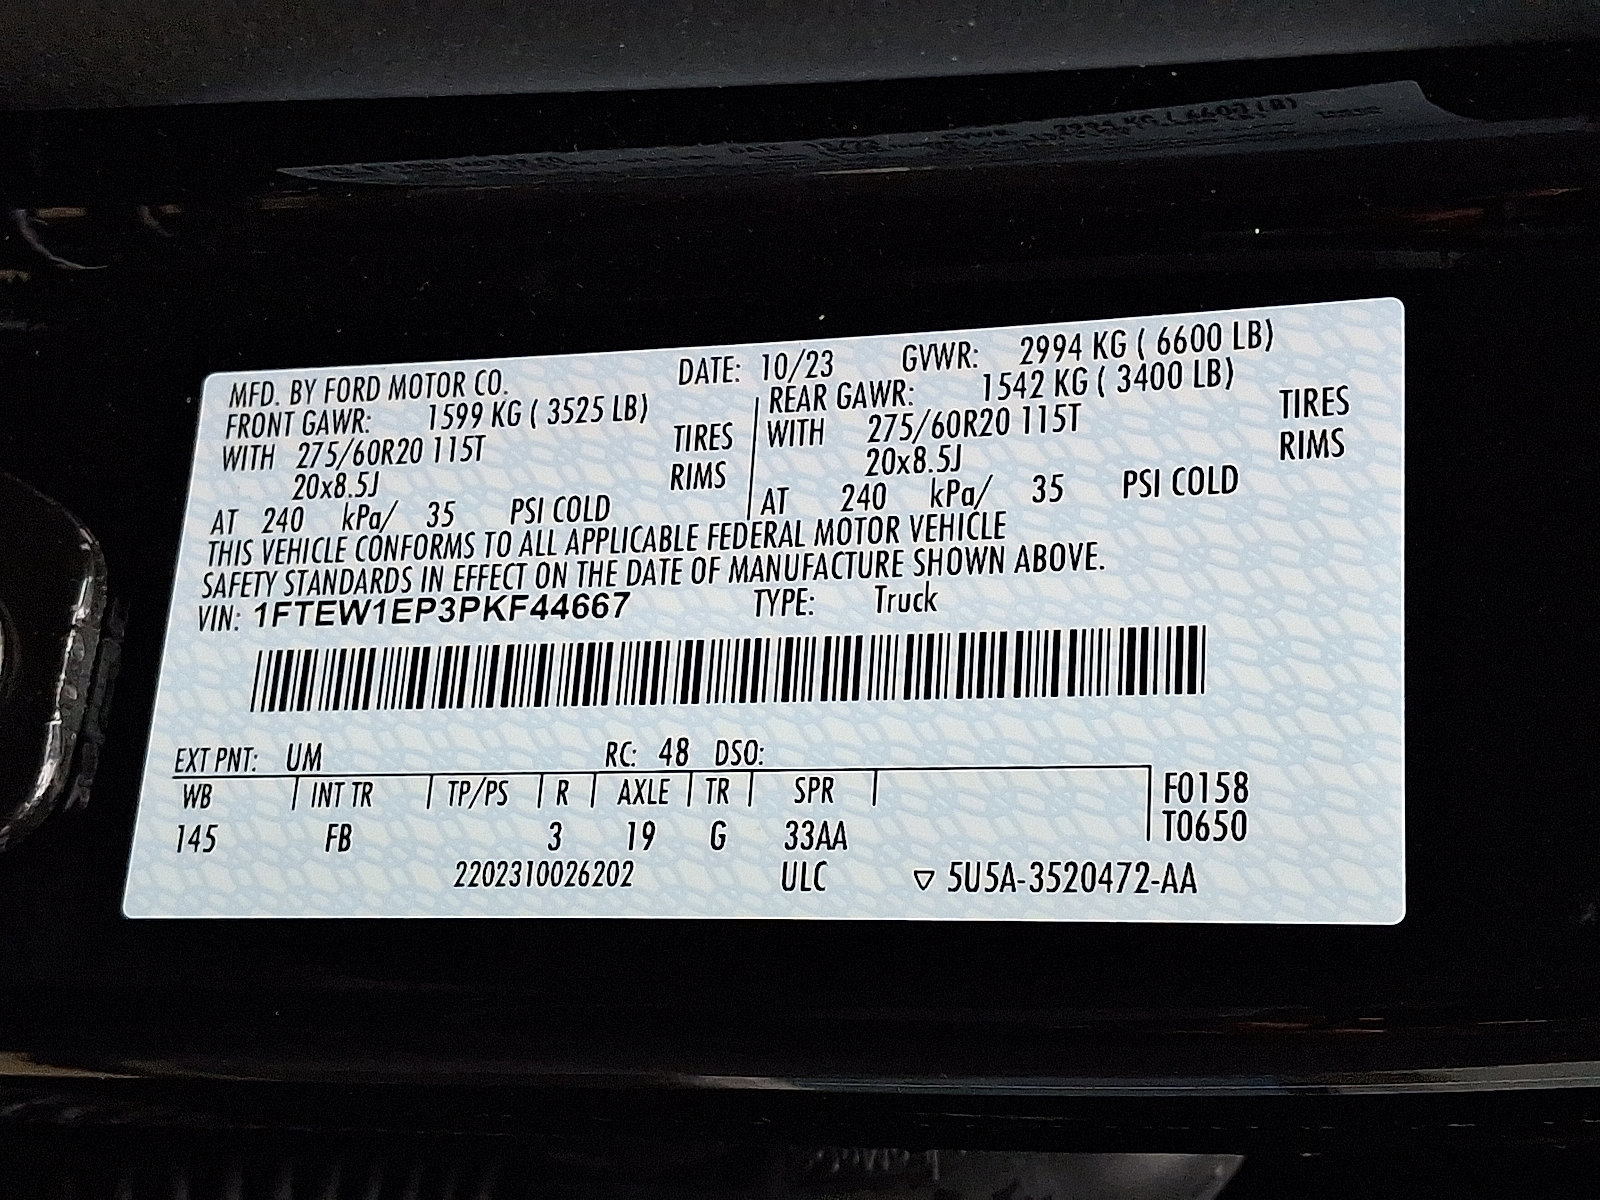 MFD. BY FORD MOTOR CO. DATE: 10/23 GVWR: 2994 KG ( 6600 LB)
FRONT GAWR: 1599 KG ( 3525 LB) REAR GAWR: 1542 KG ( 3400 LB)
WITH 275/60R20 115T TIRES WITH 275/60R20 115T TIRES
20x8.5J RIMS 20x8.5J RIMS
AT 240 kPa/ 35 PSI COLD AT 240 kPa/ 35 PSI COLD
THIS VEHICLE CONFORMS TO ALL APPLICABLE FEDERAL MOTOR VEHICLE
SAFETY STANDARDS IN EFFECT ON THE DATE OF MANUFACTURE SHOWN ABOVE.
VIN: 1FTEW1EP3PKF44667 TYPE: Truck
EXT PNT: UM RC: 48 DSO:
WB INT TR TP/PS R AXLE TR SPR F0158
145 FB 3 19 G 33AA T0650
2202310026202 ULC ▽ 5U5A-3520472-AA